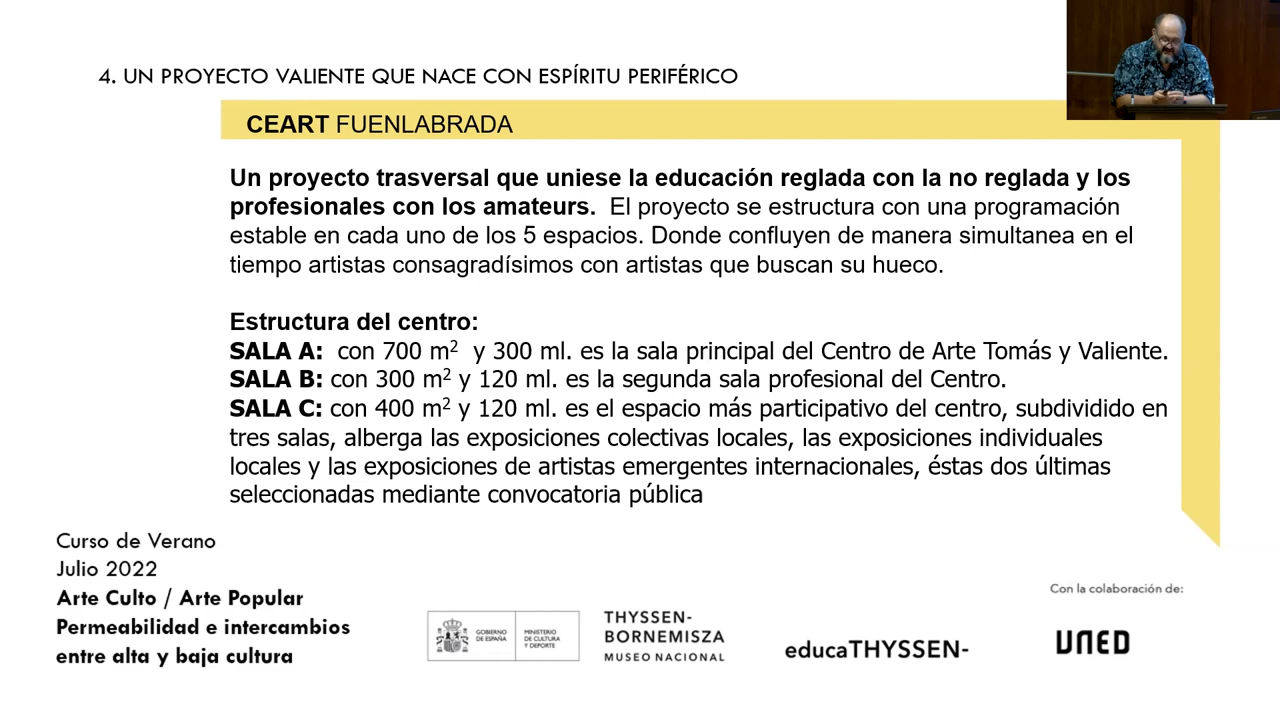 4. UN PROYECTO VALIENTE QUE NACE CON ESPÍRITU PERIFÉRICO
CEART FUENLABRADA
Un proyecto trasversal que uniese la educación reglada con la no reglada y los
profesionales con los amateurs. El proyecto se estructura con una programación
estable en cada uno de los 5 espacios. Donde confluyen de manera simultanea en el
tiempo artistas consagradísimos con artistas que buscan su hueco.
Estructura del centro:
SALA A: con 700 m² y 300 ml. es la sala principal del Centro de Arte Tomás y Valiente.
SALA B: con 300 m² y 120 ml. es la segunda sala profesional del Centro.
SALA C: con 400 m² y 120 ml. es el espacio más participativo del centro, subdividido en
tres salas, alberga las exposiciones colectivas locales, las exposiciones individuales
locales y las exposiciones de artistas emergentes internacionales, éstas dos últimas
seleccionadas mediante convocatoria pública
Curso de Verano
Julio 2022
Arte Culto / Arte Popular
Permeabilidad e intercambios
entre alta y baja cultura
GOBIERNO
DE ESPAÑA
MINISTERIO
DE CULTURA
Y DEPORTE
THYSSEN-
BORNEMISZA
MUSEO NACIONAL
educaTHYSSEN-
Con la colaboración de:
UNED